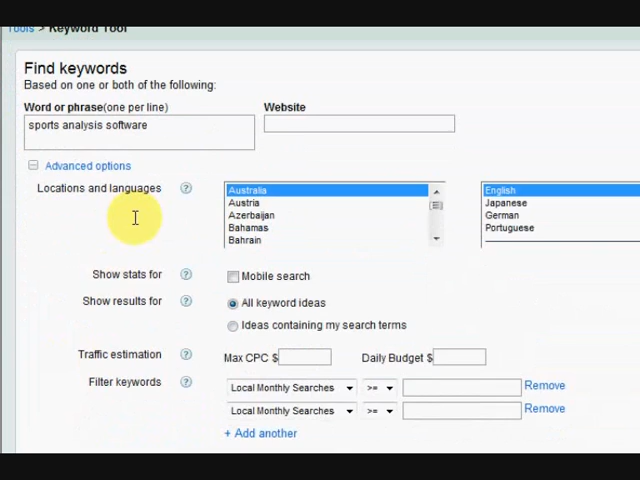 Tools > Keyword Tool
Find keywords
Based on one or both of the following:
Word or phrase(one per line) Website
sports analysis software
Advanced options
Locations and languages
Australia
Austria
Azerbaijan
Bahamas
Bahrain
English
Japanese
German
Portuguese
Show stats for ? Mobile search
Show results for ? All keyword ideas
Ideas containing my search terms
Traffic estimation ? Max CPC $ Daily Budget $
Filter keywords ? Local Monthly Searches >= Remove
Local Monthly Searches >= Remove
+ Add another